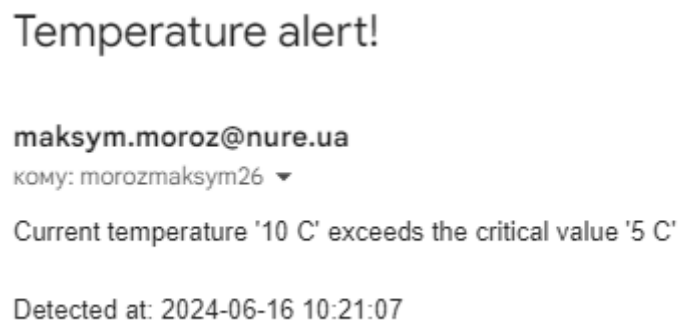 Temperature alert!
maksym.moroz@nure.ua
кому: morozmaksym26
Current temperature '10 C' exceeds the critical value '5 C'
Detected at: 2024-06-16 10:21:07